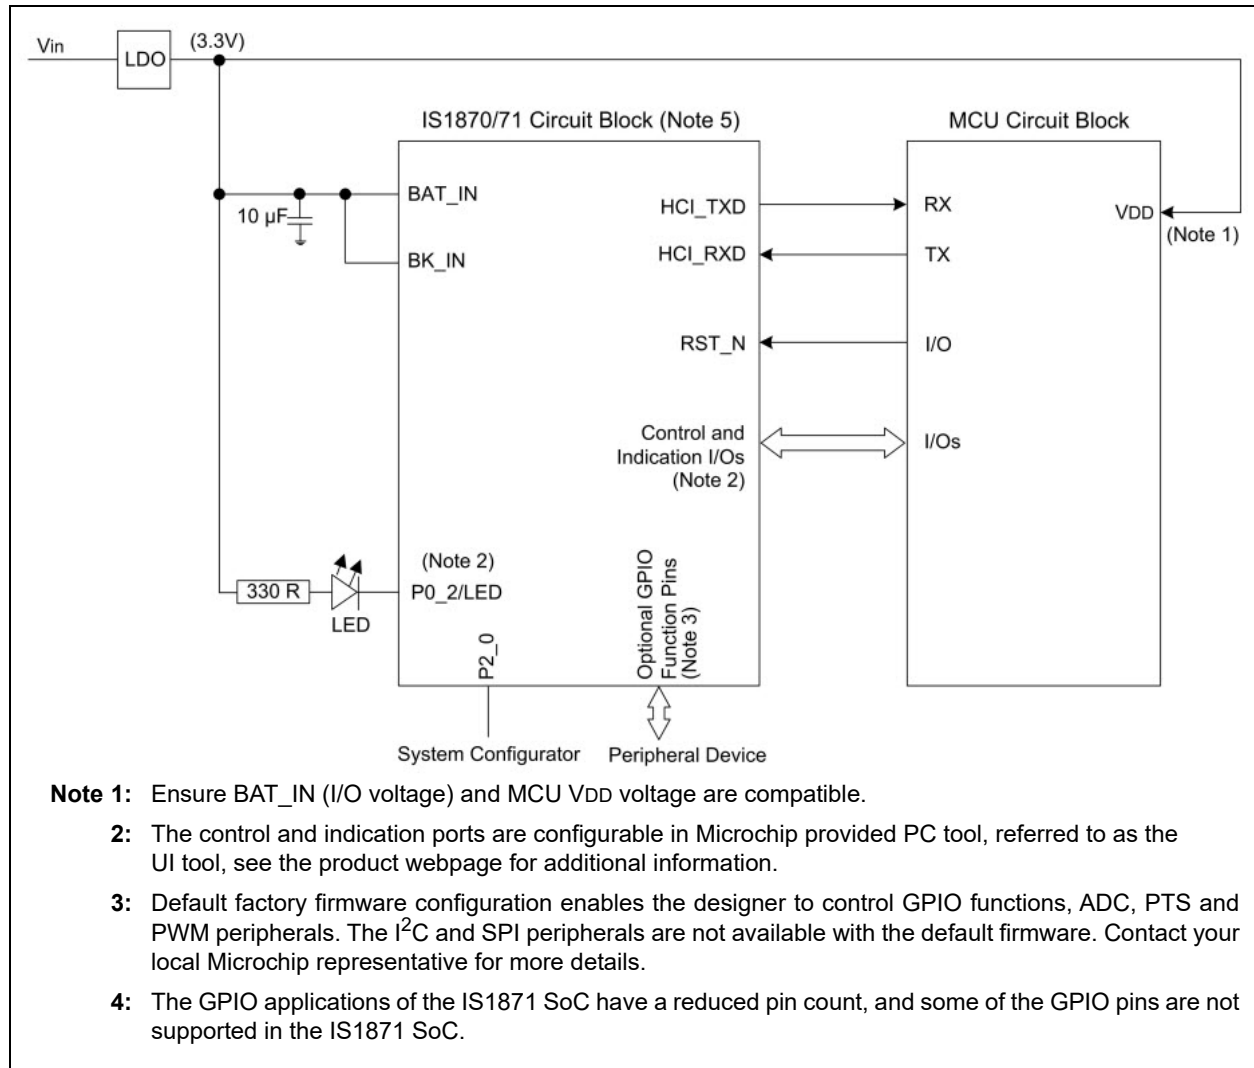 Vin
LDO
(3.3V)
IS1870/71 Circuit Block (Note 5)
MCU Circuit Block
BAT_IN
HCI_TXD
RX
VDD
(Note 1)
10 µF
HCI_RXD
TX
BK_IN
RST_N
I/O
Control and
Indication I/Os
(Note 2)
I/Os
(Note 2)
330 R
LED
P0_2/LED
P2_0
Optional GPIO
Function Pins
(Note 3)
System Configurator
Peripheral Device
Note 1: Ensure BAT_IN (I/O voltage) and MCU VDD voltage are compatible.
2: The control and indication ports are configurable in Microchip provided PC tool, referred to as the
UI tool, see the product webpage for additional information.
3: Default factory firmware configuration enables the designer to control GPIO functions, ADC, PTS and
PWM peripherals. The I²C and SPI peripherals are not available with the default firmware. Contact your
local Microchip representative for more details.
4: The GPIO applications of the IS1871 SoC have a reduced pin count, and some of the GPIO pins are not
supported in the IS1871 SoC.